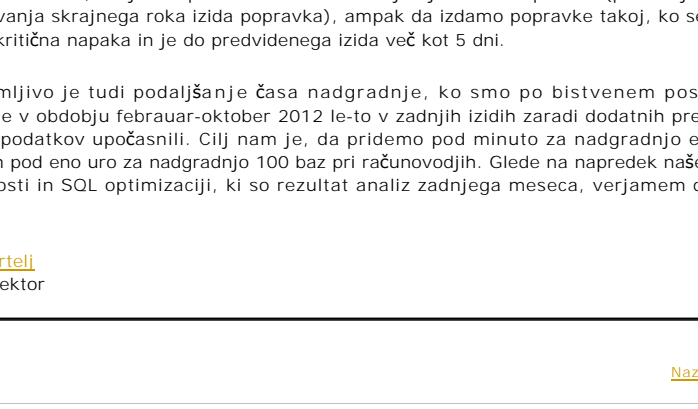 vanja skrajnega roka izida popravka), ampak da izdamo popravke takoj, ko se
kritična napaka in je do predvidenega izida več kot 5 dni.
mljivo je tudi podaljšanje časa nadgradnje, ko smo po bistvenem pos
e v obdobju febrauar-oktober 2012 le-to v zadnjih izidih zaradi dodatnih pre
podatkov upočasnili. Cilj nam je, da pridemo pod minuto za nadgradnjo e
n pod eno uro za nadgradnjo 100 baz pri računovodjih. Glede na napredek naše
osti in SQL optimizaciji, ki so rezultat analiz zadnjega meseca, verjamem d
rtelj
ektor
Naz